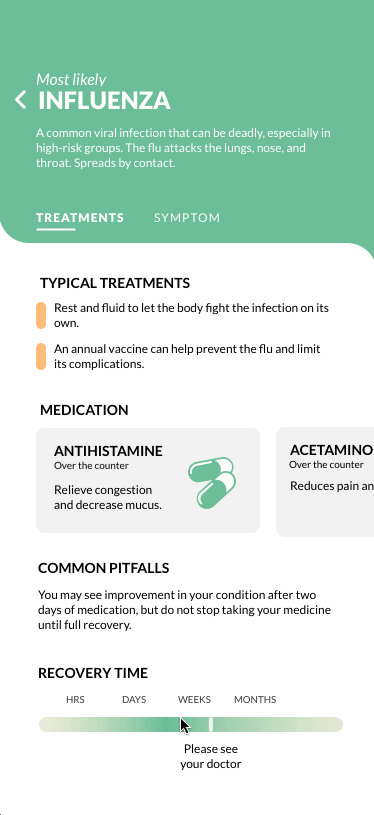 Most likely
INFLUENZA
A common viral infection that can be deadly, especially in
high-risk groups. The flu attacks the lungs, nose, and
throat. Spreads by contact.
TREATMENTS SYMPTOM
TYPICAL TREATMENTS
Rest and fluid to let the body fight the infection on its
own.
An annual vaccine can help prevent the flu and limit
its complications.
MEDICATION
ANTIHISTAMINE
Over the counter
Relieve congestion
and decrease mucus.
ACETAMINO
Over the counter
Reduces pain an
COMMON PITFALLS
You may see improvement in your condition after two
days of medication, but do not stop taking your medicine
until full recovery.
RECOVERY TIME
HRS DAYS WEEKS MONTHS
Please see
your doctor